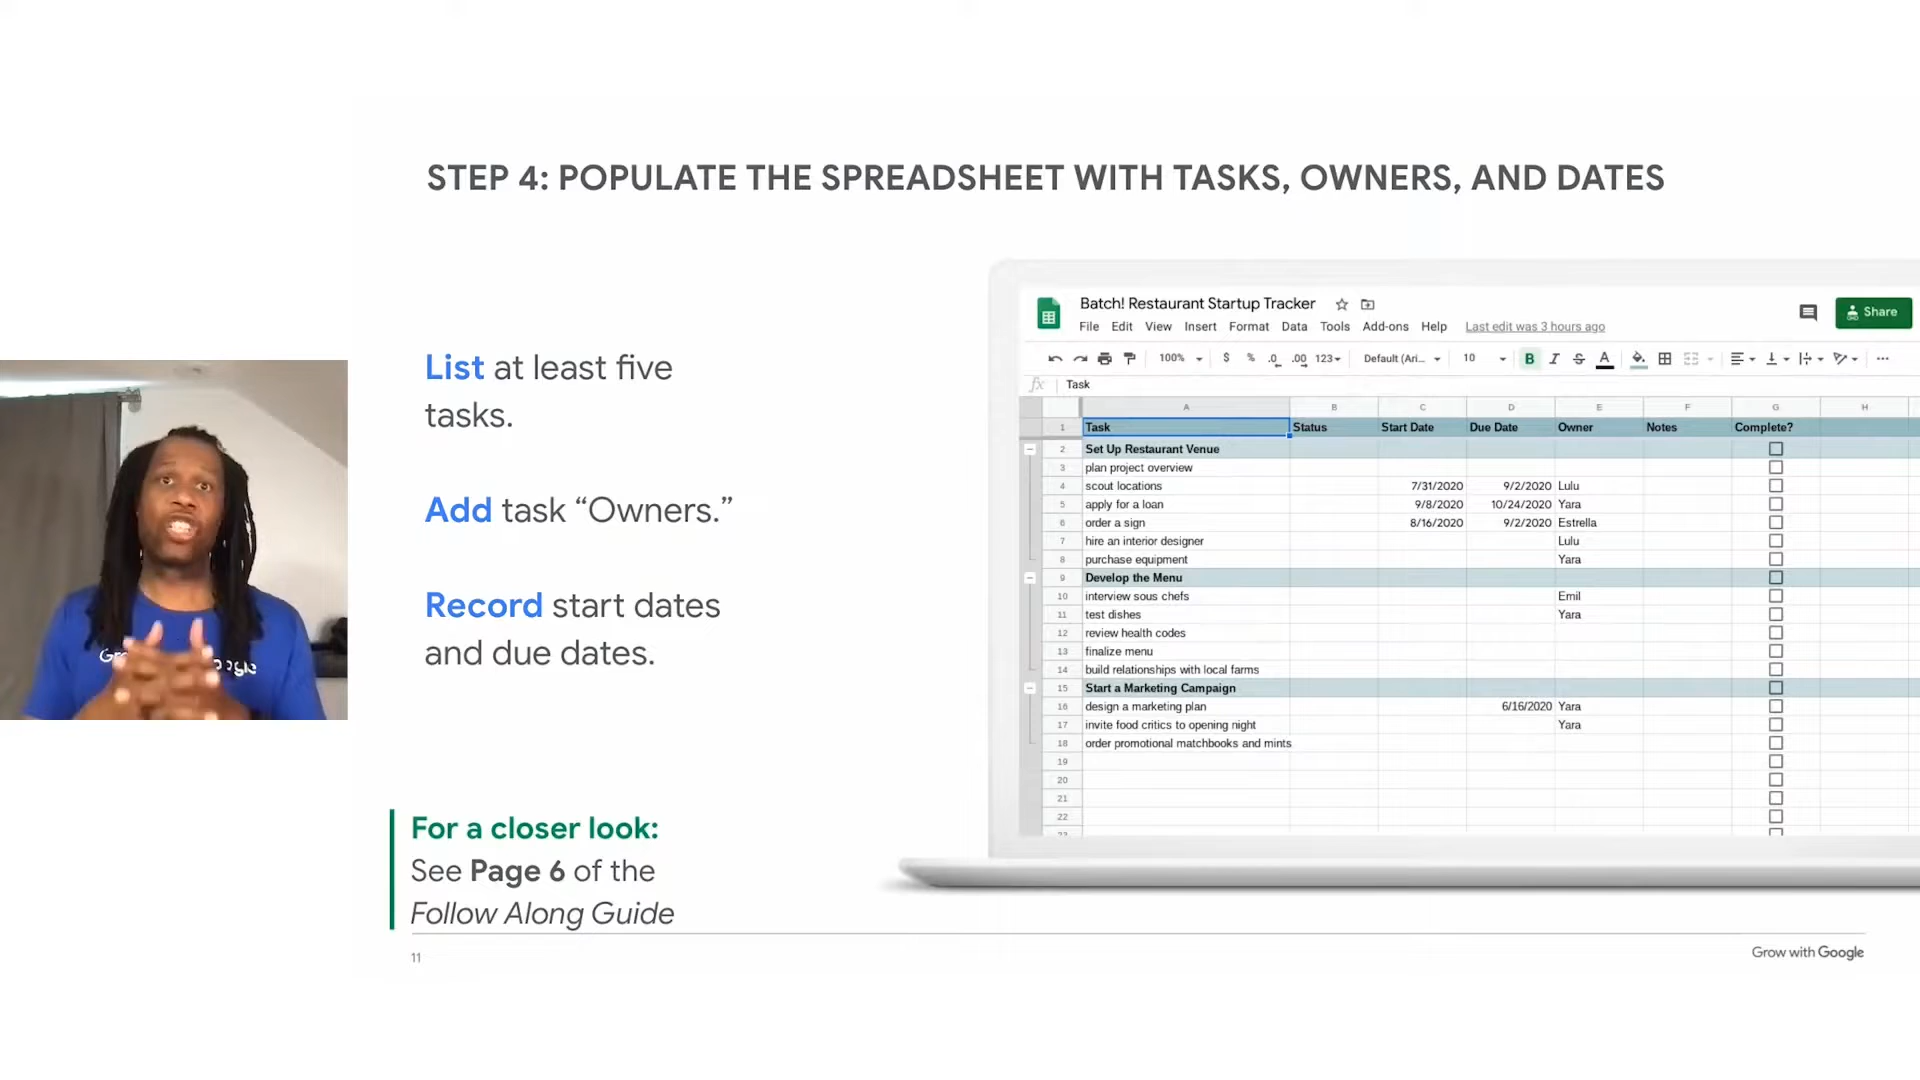 STEP 4: POPULATE THE SPREADSHEET WITH TASKS, OWNERS, AND DATES
List at least five
tasks.
Add task “Owners.”
Record start dates
and due dates.
For a closer look:
See Page 6 of the
Follow Along Guide
11
Grow with Google
Batch! Restaurant Startup Tracker
Share
File Edit View Insert Format Data Tools Add-ons Help Last edit was 3 hours ago
100% $ % .0 .00 123 Default (Ari... 10 B I S A
fx Task
A B C D E F G H
1 Task Status Start Date Due Date Owner Notes Complete?
2 Set Up Restaurant Venue
3 plan project overview
4 scout locations 7/31/2020 9/2/2020 Lulu
5 apply for a loan 9/8/2020 10/24/2020 Yara
6 order a sign 8/16/2020 9/2/2020 Estrella
7 hire an interior designer Lulu
8 purchase equipment Yara
9 Develop the Menu
10 interview sous chefs Emil
11 test dishes Yara
12 review health codes
13 finalize menu
14 build relationships with local farms
15 Start a Marketing Campaign
16 design a marketing plan 6/16/2020 Yara
17 invite food critics to opening night Yara
18 order promotional matchbooks and mints
19
20
21
22